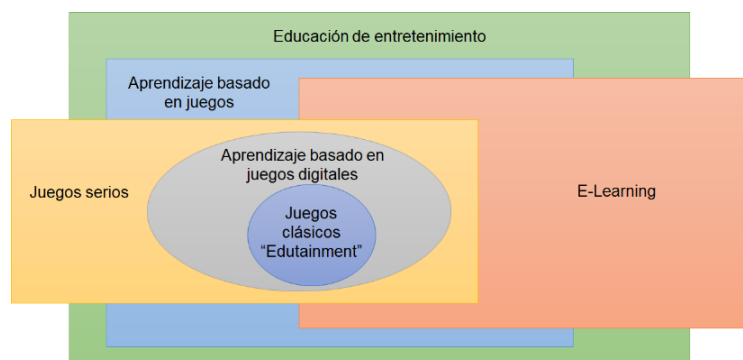 Educación de entretenimiento
Aprendizaje basado
en juegos
Aprendizaje basado en
juegos digitales
Juegos serios
E-Learning
Juegos
clásicos
“Edutainment”